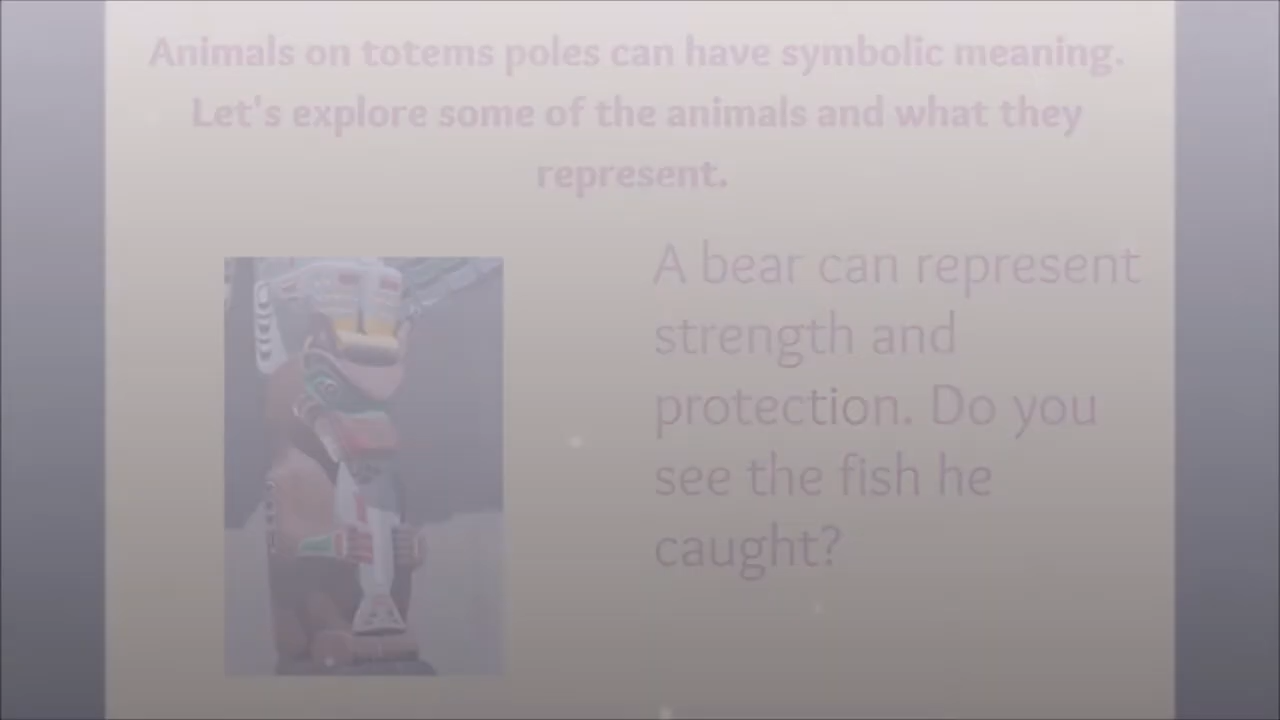 Animals on totems poles can have symbolic meaning.
Let's explore some of the animals and what they
represent.
A bear can represent
strength and
protection. Do you
see the fish he
caught?